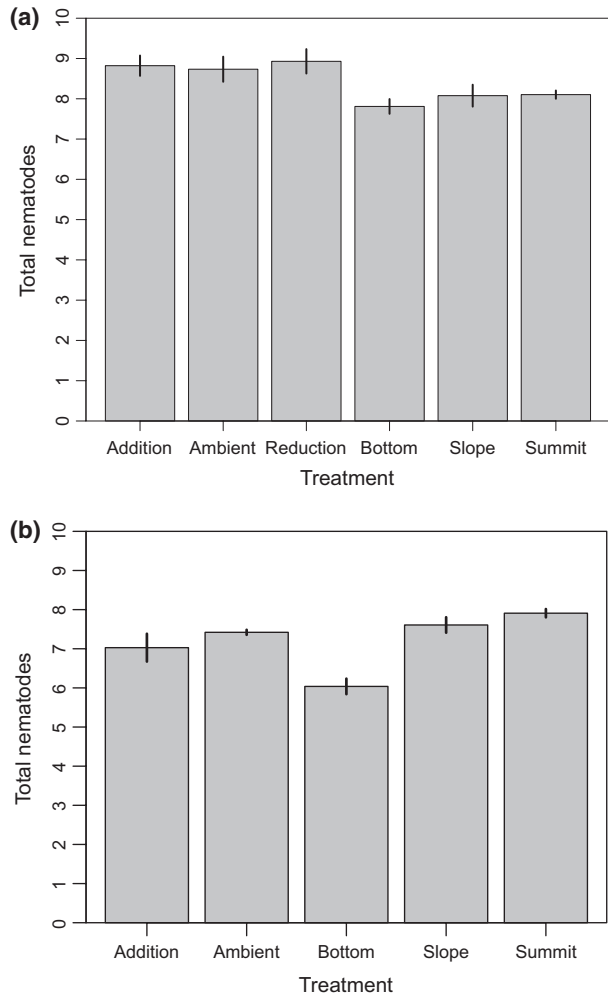 (a)
10
9
8
7
6
5
4
3
2
1
0
Total nematodes
Addition Ambient Reduction Bottom Slope Summit
Treatment
(b)
10
9
8
7
6
5
4
3
2
1
0
Total nematodes
Addition Ambient Bottom Slope Summit
Treatment